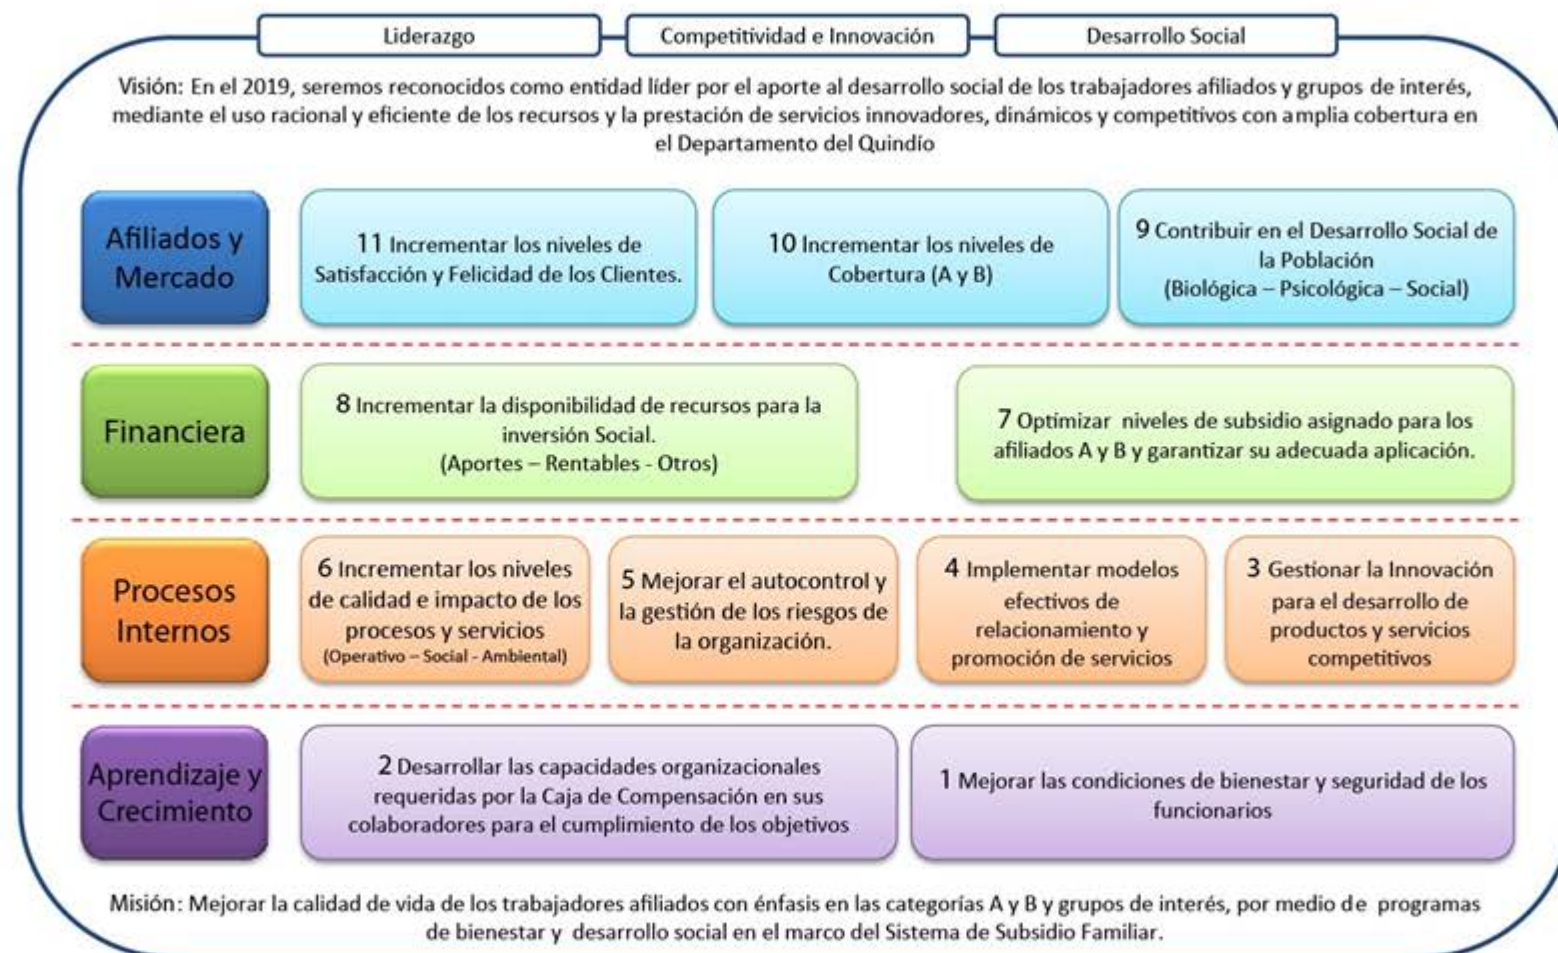 Liderazgo
Competitividad e Innovación
Desarrollo Social
Visión: En el 2019, seremos reconocidos como entidad líder por el aporte al desarrollo social de los trabajadores afiliados y grupos de interés,
mediante el uso racional y eficiente de los recursos y la prestación de servicios innovadores, dinámicos y competitivos con amplia cobertura en
el Departamento del Quindío
Afiliados y
Mercado
11 Incrementar los niveles de
Satisfacción y Felicidad de los Clientes.
10 Incrementar los niveles de
Cobertura (A y B)
9 Contribuir en el Desarrollo Social de
la Población
(Biológica – Psicológica – Social)
Financiera
8 Incrementar la disponibilidad de recursos para la
inversión Social.
(Aportes – Rentables - Otros)
7 Optimizar niveles de subsidio asignado para los
afiliados A y B y garantizar su adecuada aplicación.
Procesos
Internos
6 Incrementar los niveles
de calidad e impacto de los
procesos y servicios
(Operativo – Social - Ambiental)
5 Mejorar el autocontrol y
la gestión de los riesgos de
la organización.
4 Implementar modelos
efectivos de
relacionamiento y
promoción de servicios
3 Gestionar la Innovación
para el desarrollo de
productos y servicios
competitivos
Aprendizaje y
Crecimiento
2 Desarrollar las capacidades organizacionales
requeridas por la Caja de Compensación en sus
colaboradores para el cumplimiento de los objetivos
1 Mejorar las condiciones de bienestar y seguridad de los
funcionarios
Misión: Mejorar la calidad de vida de los trabajadores afiliados con énfasis en las categorías A y B y grupos de interés, por medio de programas
de bienestar y desarrollo social en el marco del Sistema de Subsidio Familiar.